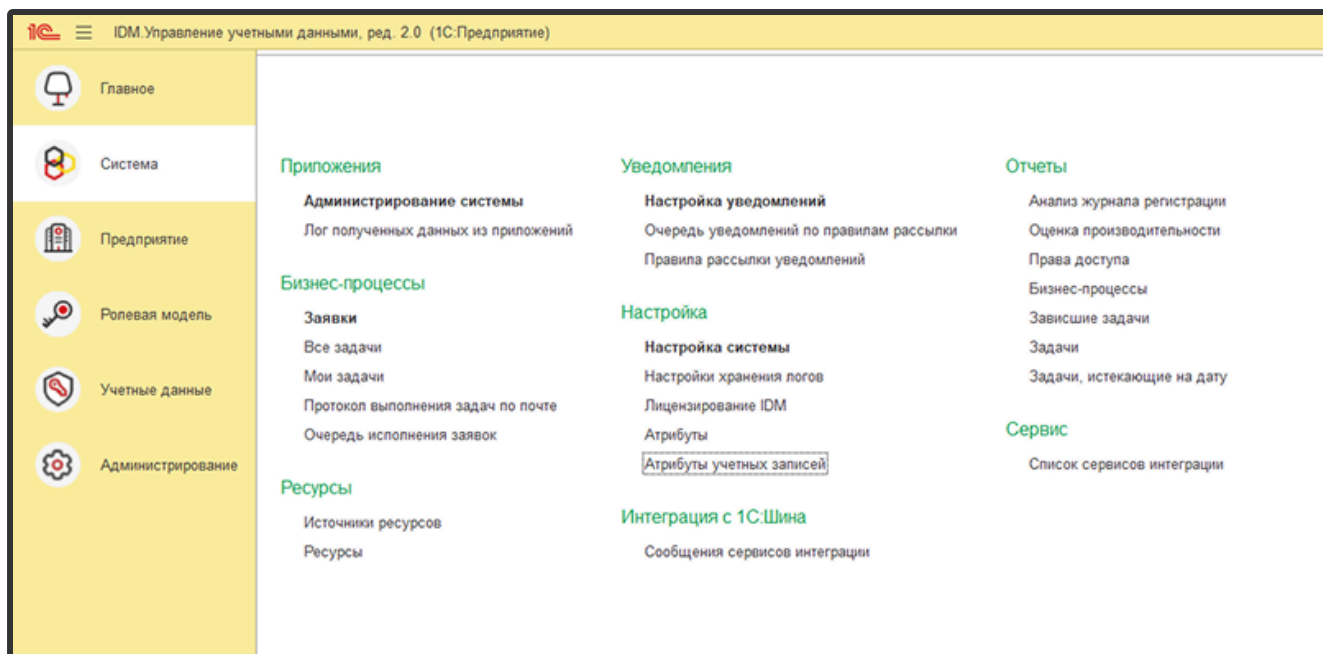 1С IDM.Управление учетными данными, ред. 2.0 (1С:Предприятие)
Главное
Система
Предприятие
Ролевая модель
Учетные данные
Администрирование
Приложения
Администрирование системы
Лог полученных данных из приложений
Бизнес-процессы
Заявки
Все задачи
Мои задачи
Протокол выполнения задач по почте
Очередь исполнения заявок
Ресурсы
Источники ресурсов
Ресурсы
Уведомления
Настройка уведомлений
Очередь уведомлений по правилам рассылки
Правила рассылки уведомлений
Настройка
Настройка системы
Настройки хранения логов
Лицензирование IDM
Атрибуты
Атрибуты учетных записей
Интеграция с 1С:Шина
Сообщения сервисов интеграции
Отчеты
Анализ журнала регистрации
Оценка производительности
Права доступа
Бизнес-процессы
Зависшие задачи
Задачи
Задачи, истекающие на дату
Сервис
Список сервисов интеграции